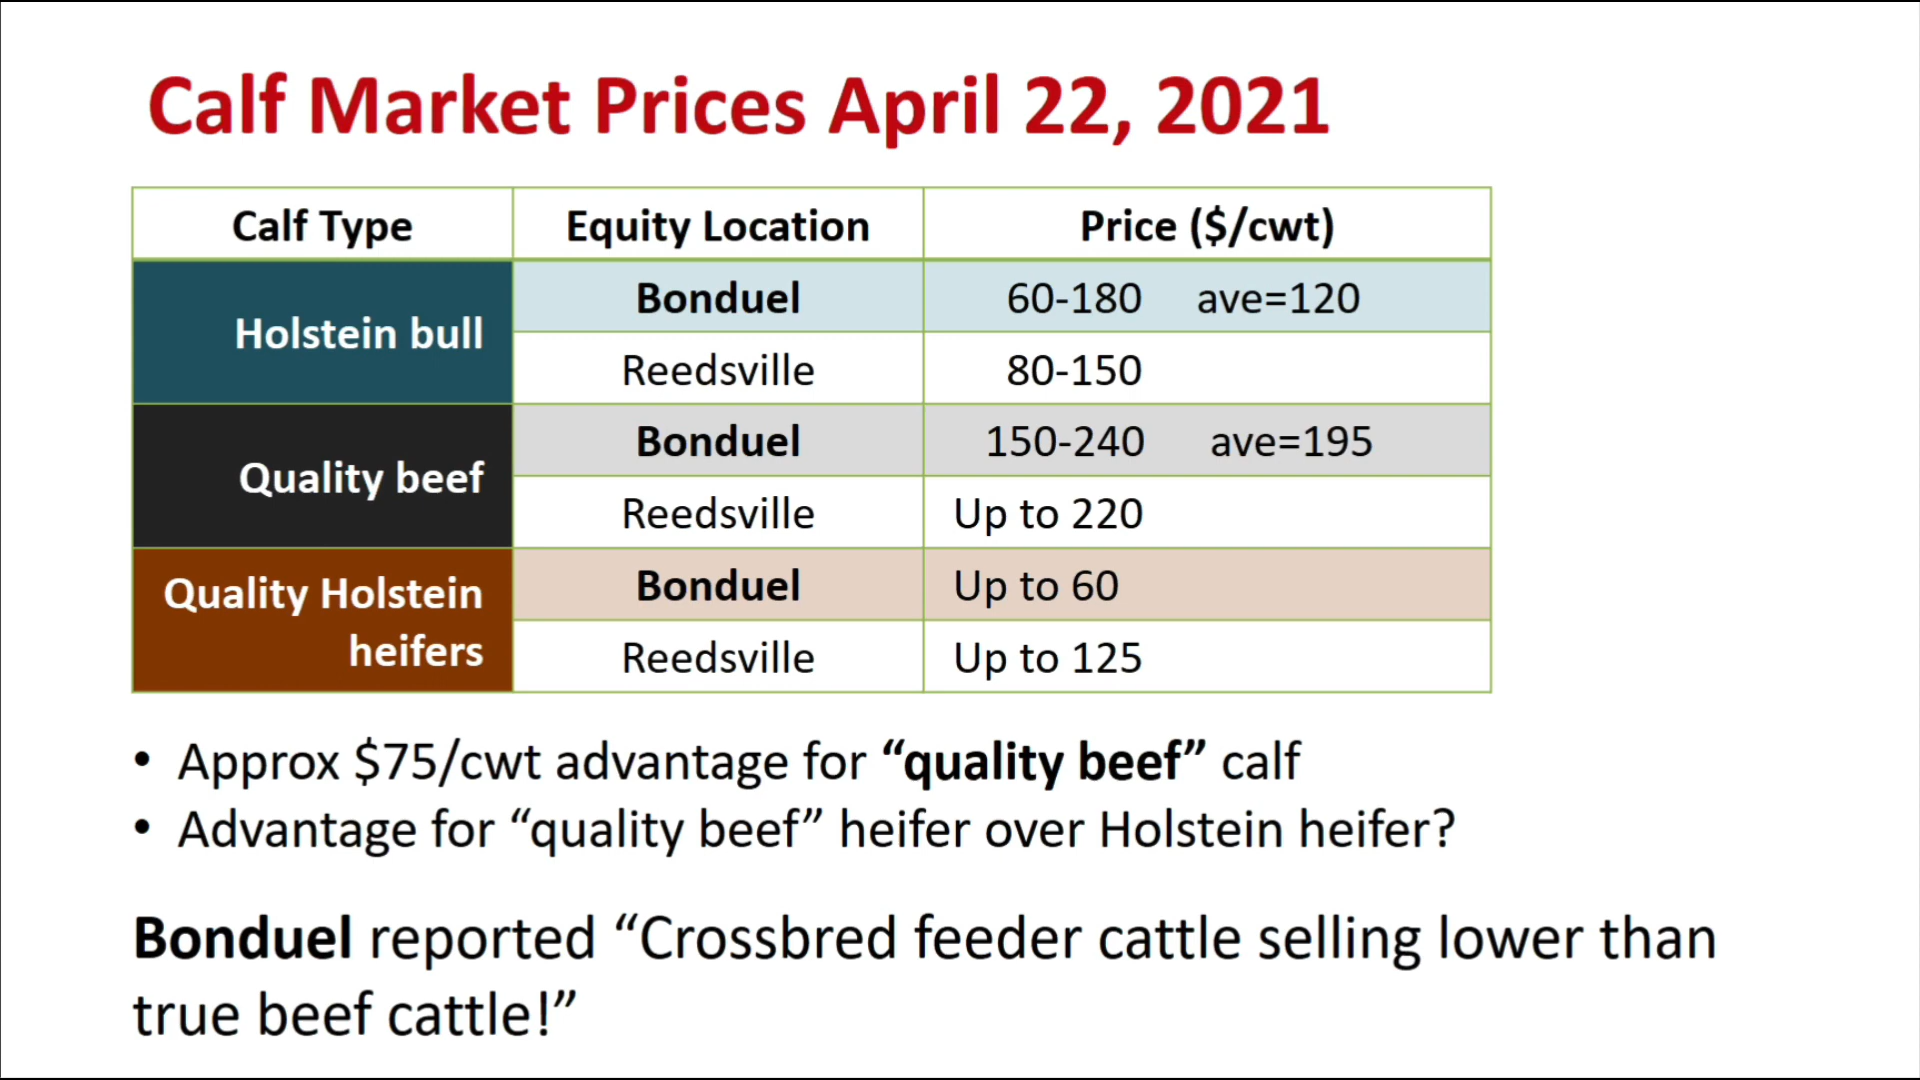 Calf Market Prices April 22, 2021
Calf Type Equity Location Price ($/cwt)
Holstein bull
Bonduel 60-180 ave=120
Reedsville 80-150
Quality beef
Bonduel 150-240 ave=195
Reedsville Up to 220
Quality Holstein
heifers
Bonduel Up to 60
Reedsville Up to 125
• Approx $75/cwt advantage for “quality beef” calf
• Advantage for “quality beef” heifer over Holstein heifer?
Bonduel reported “Crossbred feeder cattle selling lower than
true beef cattle!”